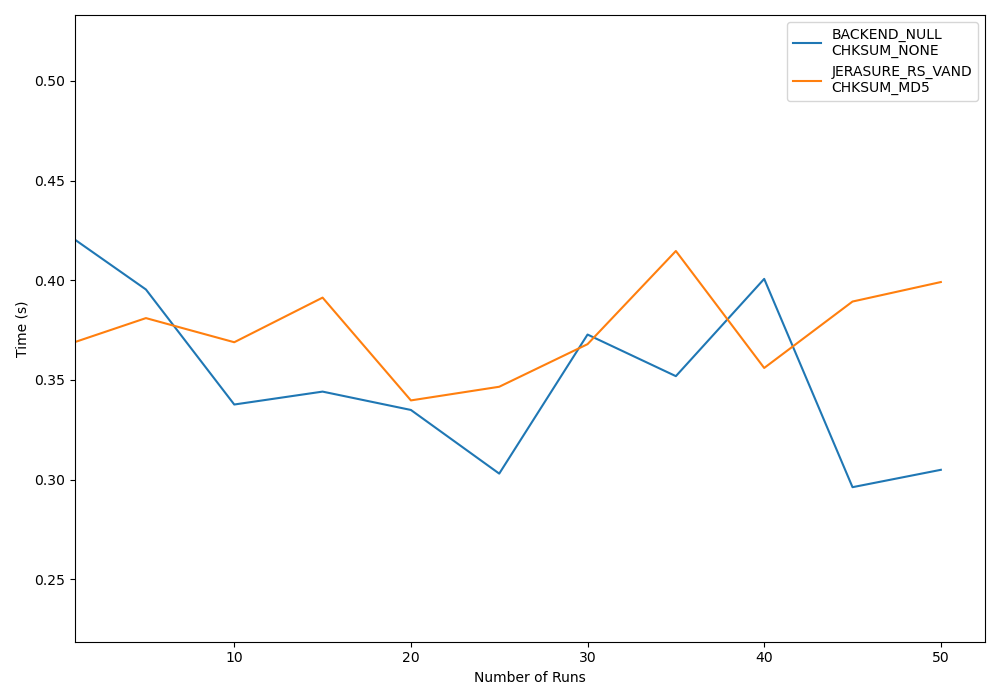 BACKEND_NULL
CHKSUM_NONE
JERASURE_RS_VAND
CHKSUM_MD5
0.50
0.45
0.40
0.35
0.30
0.25
Time (s)
10 20 30 40 50
Number of Runs